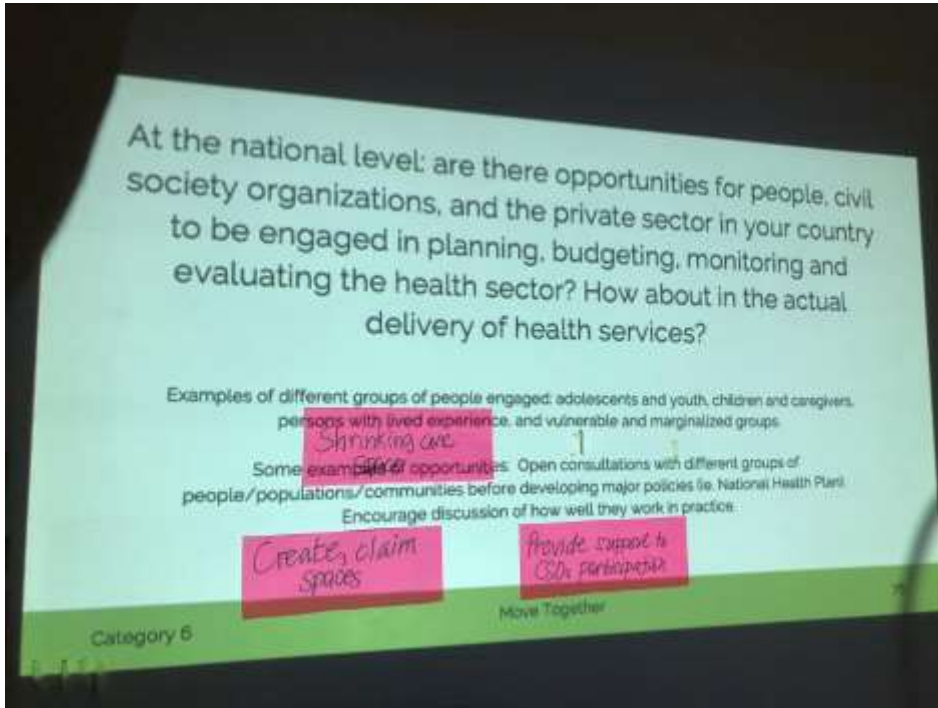 At the national level: are there opportunities for people, civil
society organizations, and the private sector in your country
to be engaged in planning, budgeting, monitoring and
evaluating the health sector? How about in the actual
delivery of health services?
Examples of different groups of people engaged: adolescents and youth, children and caregivers,
persons with lived experience, and vulnerable and marginalized groups.
Shrinking
Some examples of opportunities: Open consultations with different groups of
people/populations/communities before developing major policies (ie. National Health Plan).
Encourage discussion of how well they work in practice.
Create, claim
spaces
Provide support to
CSOs participation
Category 6
Move Together